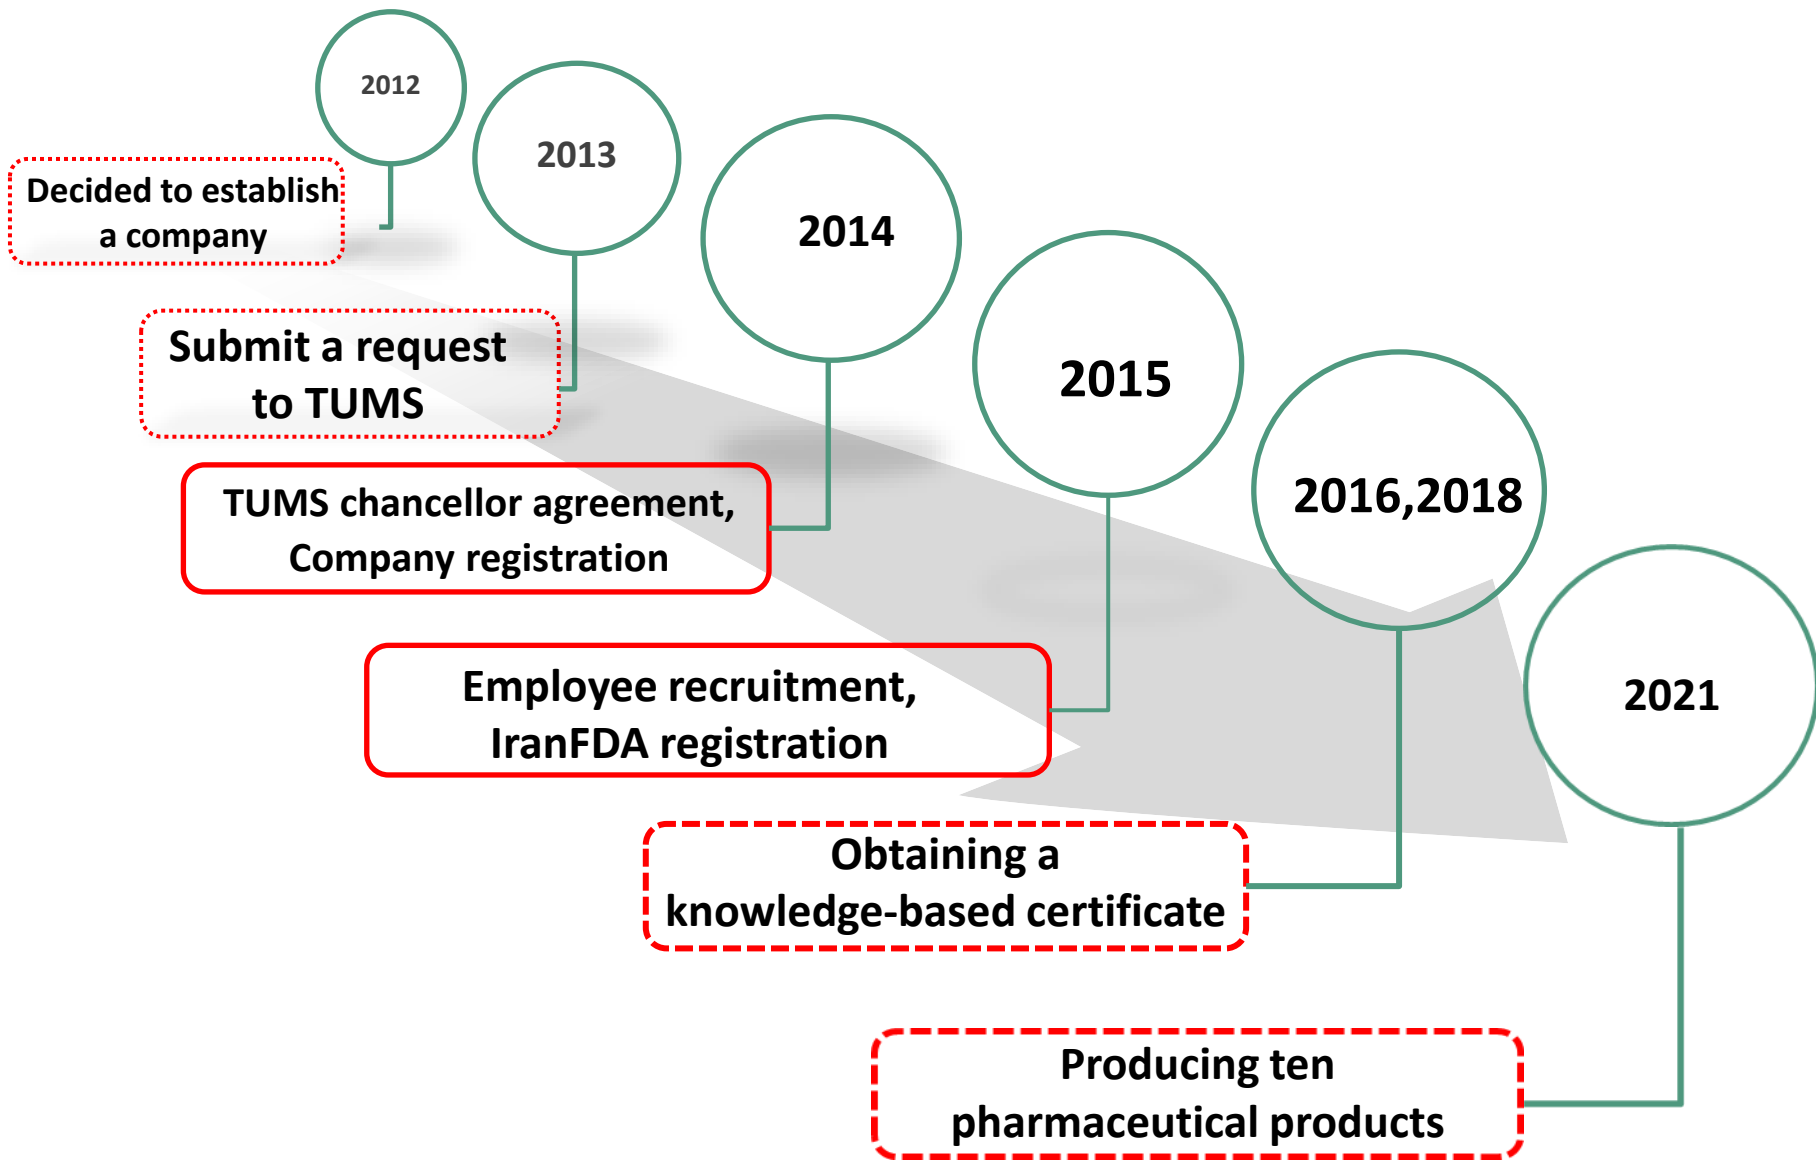 2012
Decided to establish
a company
2013
Submit a request
to TUMS
2014
TUMS chancellor agreement,
Company registration
2015
Employee recruitment,
IranFDA registration
2016,2018
Obtaining a
knowledge-based certificate
2021
Producing ten
pharmaceutical products